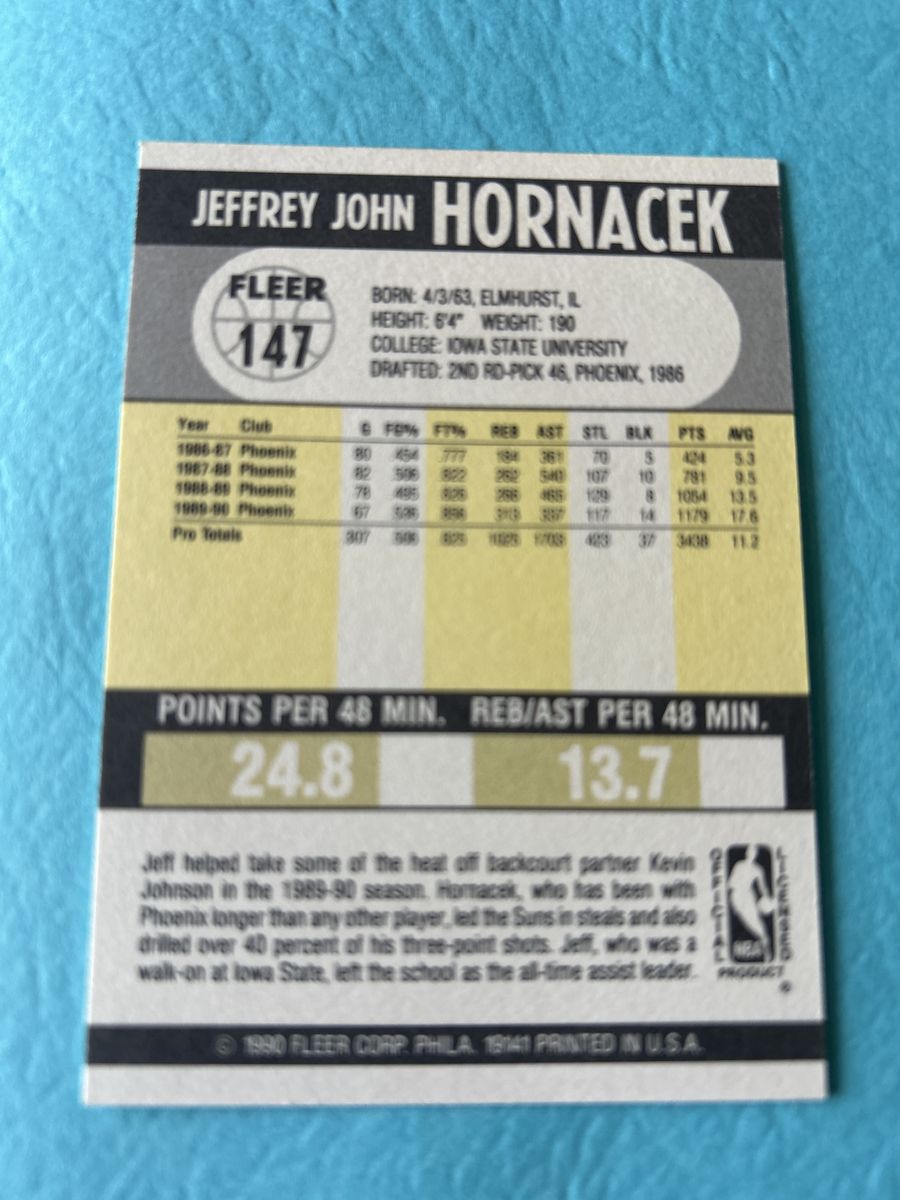 JEFFREY JOHN HORNACEK
FLEER
147
BORN: 4/3/63, ELMHURST, IL
HEIGHT: 6'4" WEIGHT: 190
COLLEGE: IOWA STATE UNIVERSITY
DRAFTED: 2ND RD-PICK 46, PHOENIX, 1986
Year Club G FG% FT% REB AST STL BLK PTS AVG
1986-87 Phoenix 80 .454 .777 184 361 70 5 424 5.3
1987-88 Phoenix 82 .506 .822 262 540 107 10 781 9.5
1988-89 Phoenix 78 .495 .826 266 465 129 8 1054 13.5
1989-90 Phoenix 67 .536 .856 313 337 117 14 1179 17.6
Pro Totals 307 .506 1025 1703 423 37 3438 11.2
POINTS PER 48 MIN. REB/AST PER 48 MIN.
24.8 13.7
Jeff helped take some of the heat off backcourt partner Kevin
Johnson in the 1989-90 season. Hornacek, who has been with
Phoenix longer than any other player, led the Suns in steals and also
drilled over 40 percent of his three-point shots. Jeff, who was a
walk-on at Iowa State, left the school as the all-time assist leader.
OFFICIAL
LICENSED
NBA
PRODUCT
®
© 1990 FLEER CORP. PHILA. 19141 PRINTED IN U.S.A.